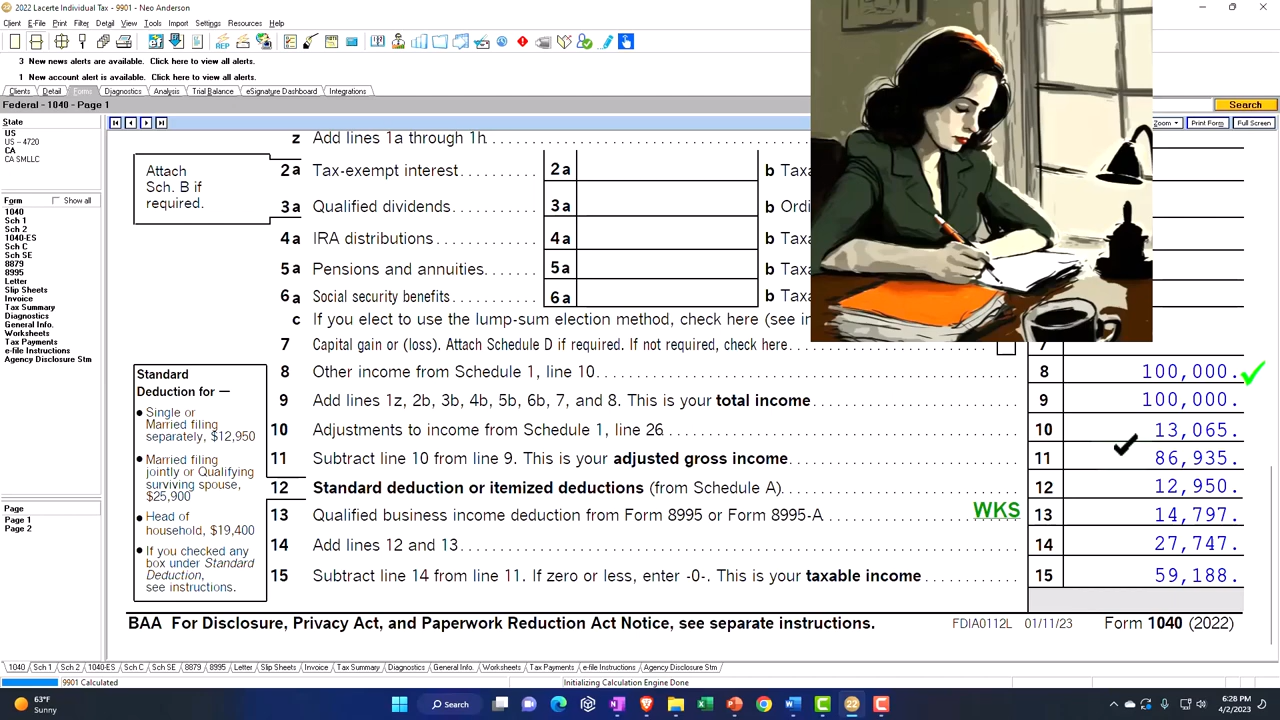 22 2022 Lacerte Individual Tax - 9901 - Neo Anderson
Client E-File Print Filter Detail View Tools Import Settings Resources Help
REP
3 New news alerts are available. Click here to view all alerts.
1 New account alert is available. Click here to view all alerts.
Clients Detail Forms Diagnostics Analysis Trial Balance eSignature Dashboard Integrations
Federal - 1040 - Page 1 Search
State
US
US - 4720
CA
CA SMLLC
Form Show all
1040
Sch 1
Sch 2
1040-ES
Sch C
Sch SE
8879
8995
Letter
Slip Sheets
Invoice
Tax Summary
Diagnostics
General Info.
Worksheets
Tax Payments
e-file Instructions
Agency Disclosure Stm
Page
Page 1
Page 2
Zoom Print Form Full Screen
z Add lines 1a through 1h
Attach
Sch. B if
required.
2a Tax-exempt interest 2a b Taxa
3a Qualified dividends 3a b Ordi
4a IRA distributions 4a b Taxa
5a Pensions and annuities. 5a b Taxa
6a Social security benefits 6a b Taxa
c If you elect to use the lump-sum election method, check here (see in
7 Capital gain or (loss). Attach Schedule D if required. If not required, check here 7
Standard
Deduction for —
• Single or
Married filing
separately, $12,950
• Married filing
jointly or Qualifying
surviving spouse,
$25,900
• Head of
household, $19,400
• If you checked any
box under Standard
Deduction,
see instructions.
8 Other income from Schedule 1, line 10 8 100,000.
9 Add lines 1z, 2b, 3b, 4b, 5b, 6b, 7, and 8. This is your total income 9 100,000.
10 Adjustments to income from Schedule 1, line 26 10 13,065.
11 Subtract line 10 from line 9. This is your adjusted gross income 11 86,935.
12 Standard deduction or itemized deductions (from Schedule A) 12 12,950.
13 Qualified business income deduction from Form 8995 or Form 8995-A WKS 13 14,797.
14 Add lines 12 and 13 14 27,747.
15 Subtract line 14 from line 11. If zero or less, enter -0-. This is your taxable income 15 59,188.
BAA For Disclosure, Privacy Act, and Paperwork Reduction Act Notice, see separate instructions. FDIA0112L 01/11/23 Form 1040 (2022)
1040 Sch 1 Sch 2 1040-ES Sch C Sch SE 8879 8995 Letter Slip Sheets Invoice Tax Summary Diagnostics General Info. Worksheets Tax Payments e-file Instructions Agency Disclosure Stm
9901 Calculated Initializing Calculation Engine Done
63°F
Sunny
Search
22
6:28 PM
4/2/2023